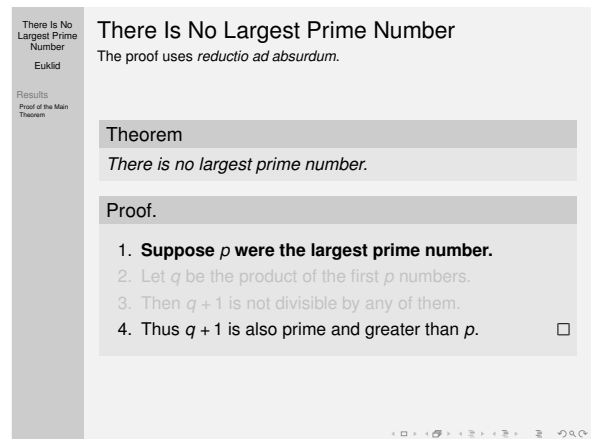 There Is No
Largest Prime
Number
Euklid
Results
Proof of the Main
Theorem
There Is No Largest Prime Number
The proof uses reductio ad absurdum.
Theorem
There is no largest prime number.
Proof.
1. Suppose p were the largest prime number.
2. Let q be the product of the first p numbers.
3. Then q + 1 is not divisible by any of them.
4. Thus q + 1 is also prime and greater than p. □